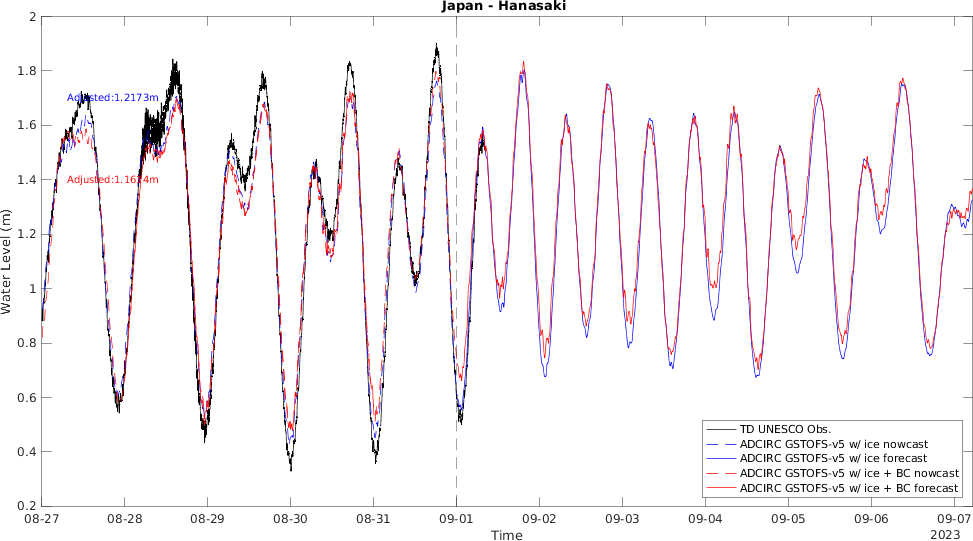 Japan - Hanasaki
2
1.8
1.6
1.4
1.2
1
0.8
0.6
0.4
0.2
Water Level (m)
Adjusted:1.2173m
Adjusted:1.1614m
TD UNESCO Obs.
ADCIRC GSTOFS-v5 w/ ice nowcast
ADCIRC GSTOFS-v5 w/ ice forecast
ADCIRC GSTOFS-v5 w/ ice + BC nowcast
ADCIRC GSTOFS-v5 w/ ice + BC forecast
08-27 08-28 08-29 08-30 08-31 09-01 09-02 09-03 09-04 09-05 09-06 09-07
Time
2023